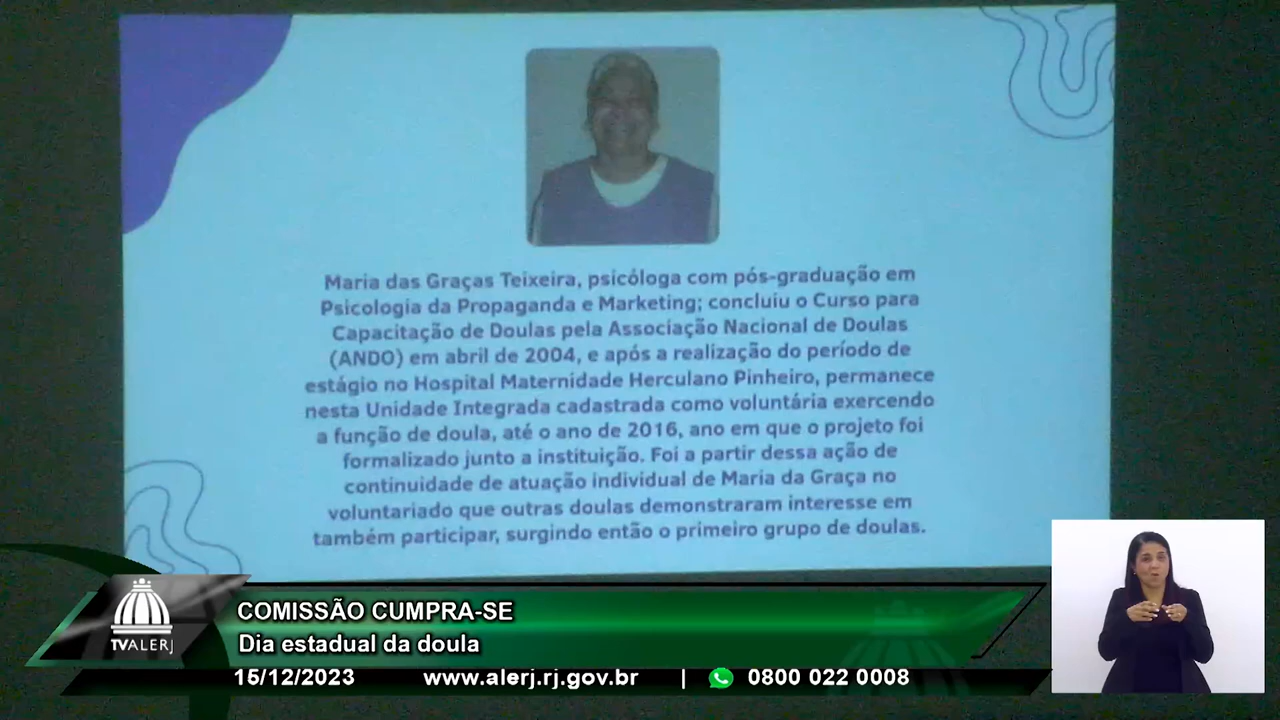 Maria das Graças Teixeira, psicóloga com pós-graduação em
Psicologia da Propaganda e Marketing; concluiu o Curso para
Capacitação de Doulas pela Associação Nacional de Doulas
(ANDO) em abril de 2004, e após a realização do período de
estágio no Hospital Maternidade Herculano Pinheiro, permanece
nesta Unidade Integrada cadastrada como voluntária exercendo
a função de doula, até o ano de 2016, ano em que o projeto foi
formalizado junto a instituição. Foi a partir dessa ação de
continuidade de atuação individual de Maria da Graça no
voluntariado que outras doulas demonstraram interesse em
também participar, surgindo então o primeiro grupo de doulas.
TVALERJ
COMISSÃO CUMPRA-SE
Dia estadual da doula
15/12/2023 www.alerj.rj.gov.br | 0800 022 0008